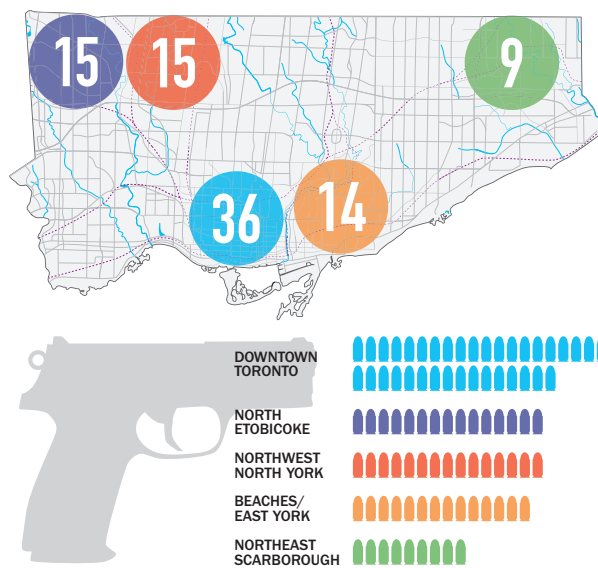 15
15
9
36
14
DOWNTOWN
TORONTO
NORTH
ETOBICOKE
NORTHWEST
NORTH YORK
BEACHES/
EAST YORK
NORTHEAST
SCARBOROUGH